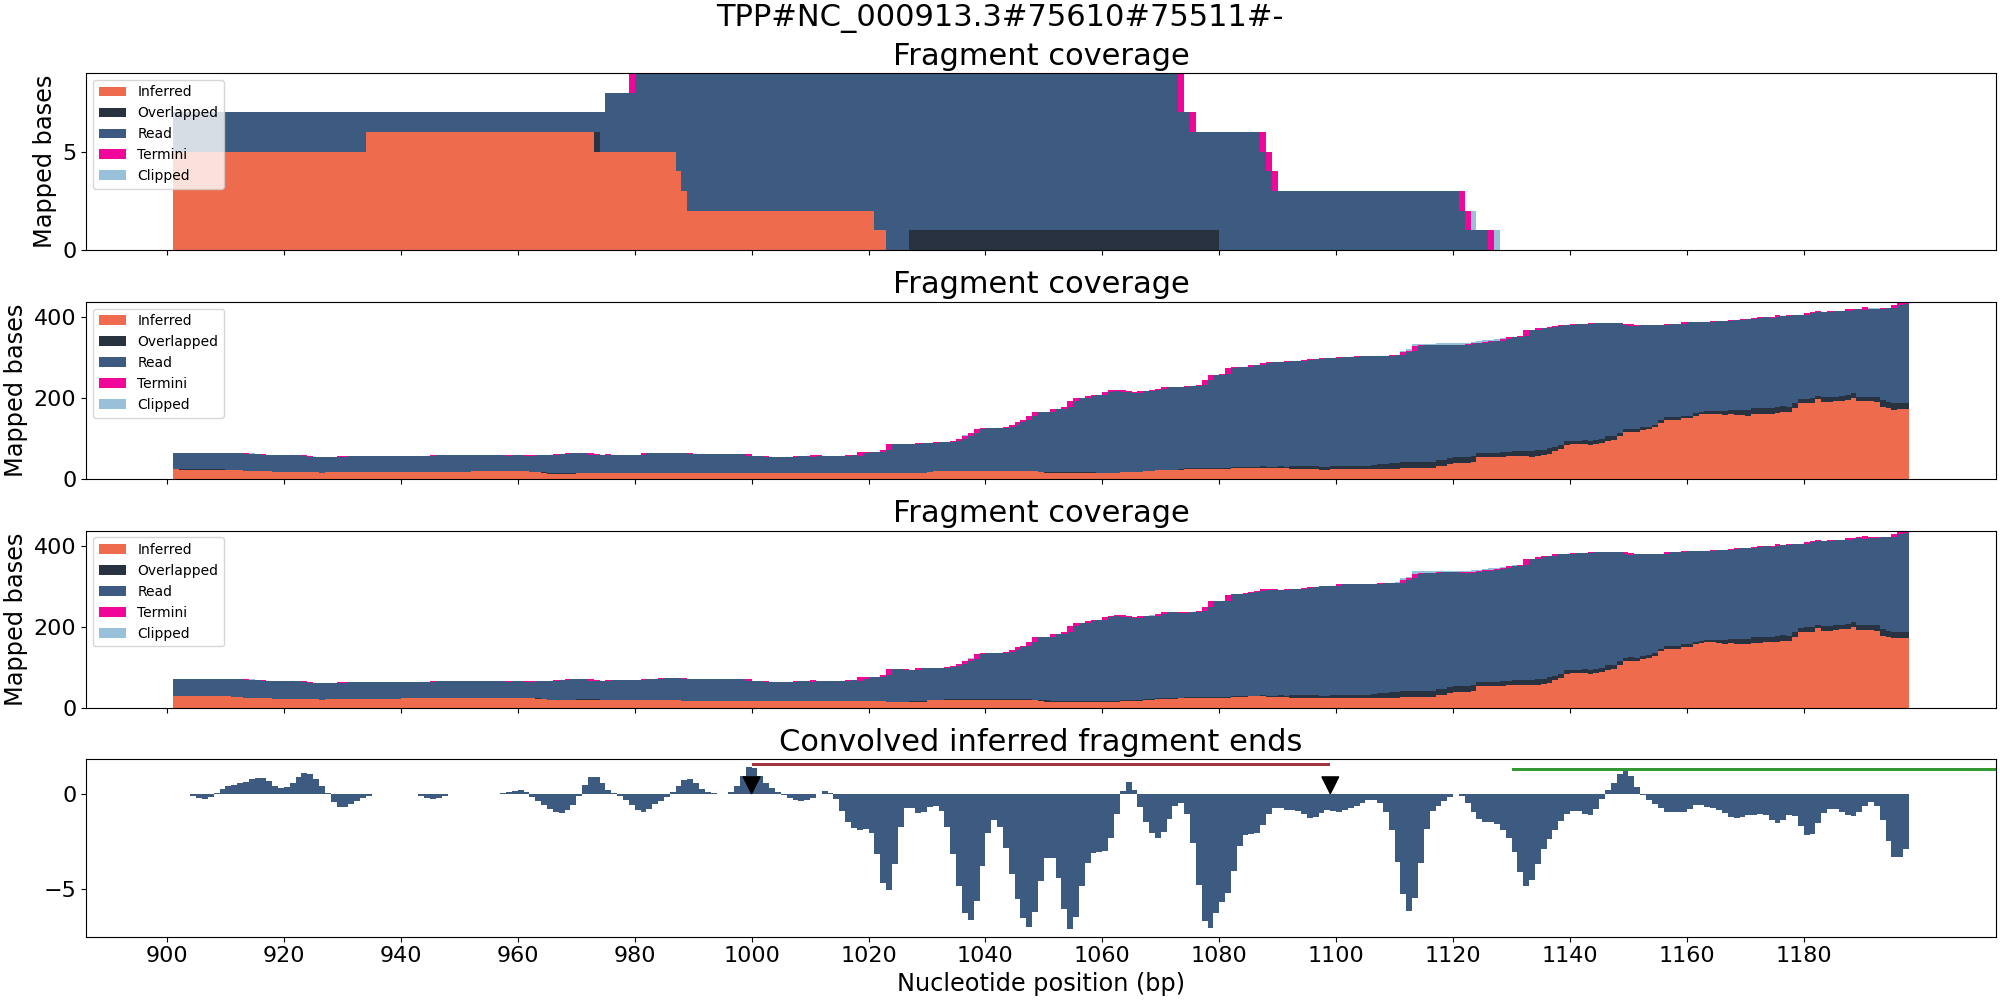 TPP#NC_000913.3#75610#75511#-
Fragment coverage
Mapped bases
5
0
Inferred
Overlapped
Read
Termini
Clipped
900
Fragment coverage
Mapped bases
400
200
0
Inferred
Overlapped
Read
Termini
Clipped
Fragment coverage
Mapped bases
400
200
0
Inferred
Overlapped
Read
Termini
Clipped
Convolved inferred fragment ends
0
−5
900 920 940 960 980 1000 1020 1040 1060 1080 1100 1120 1140 1160 1180
Nucleotide position (bp)